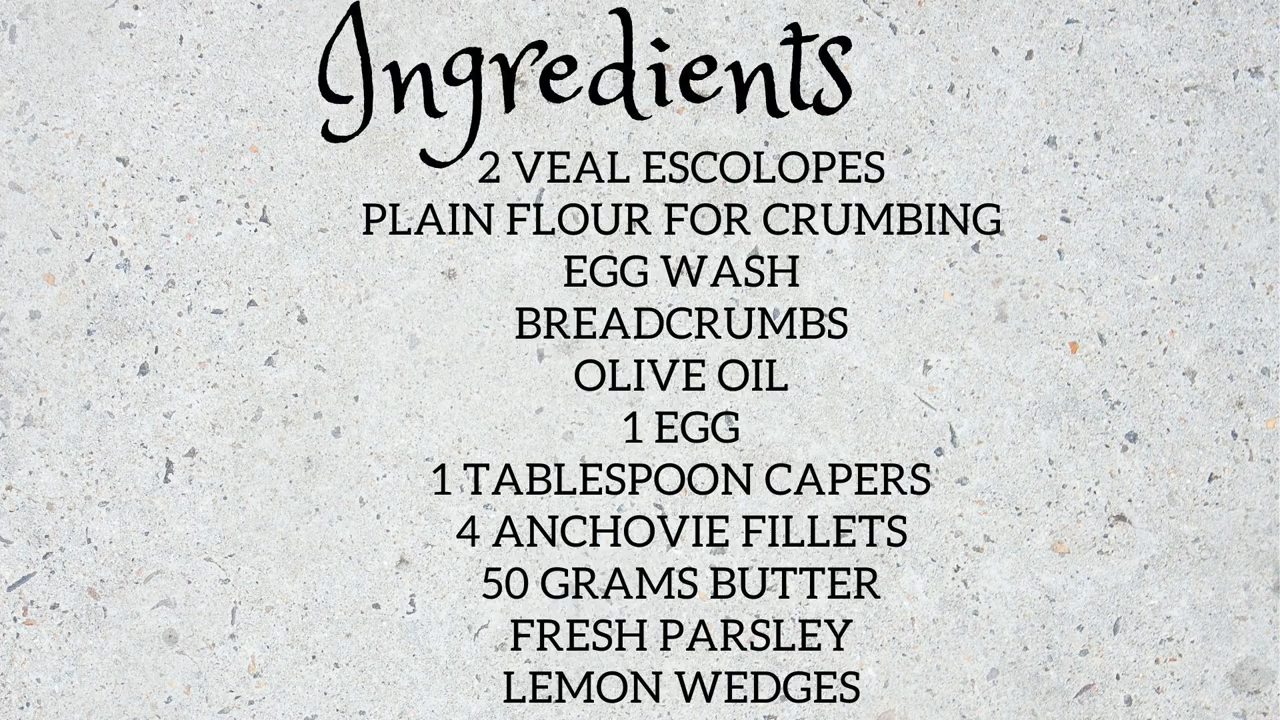 Ingredients
2 VEAL ESCOLOPES
PLAIN FLOUR FOR CRUMBING
EGG WASH
BREADCRUMBS
OLIVE OIL
1 EGG
1 TABLESPOON CAPERS
4 ANCHOVIE FILLETS
50 GRAMS BUTTER
FRESH PARSLEY
LEMON WEDGES